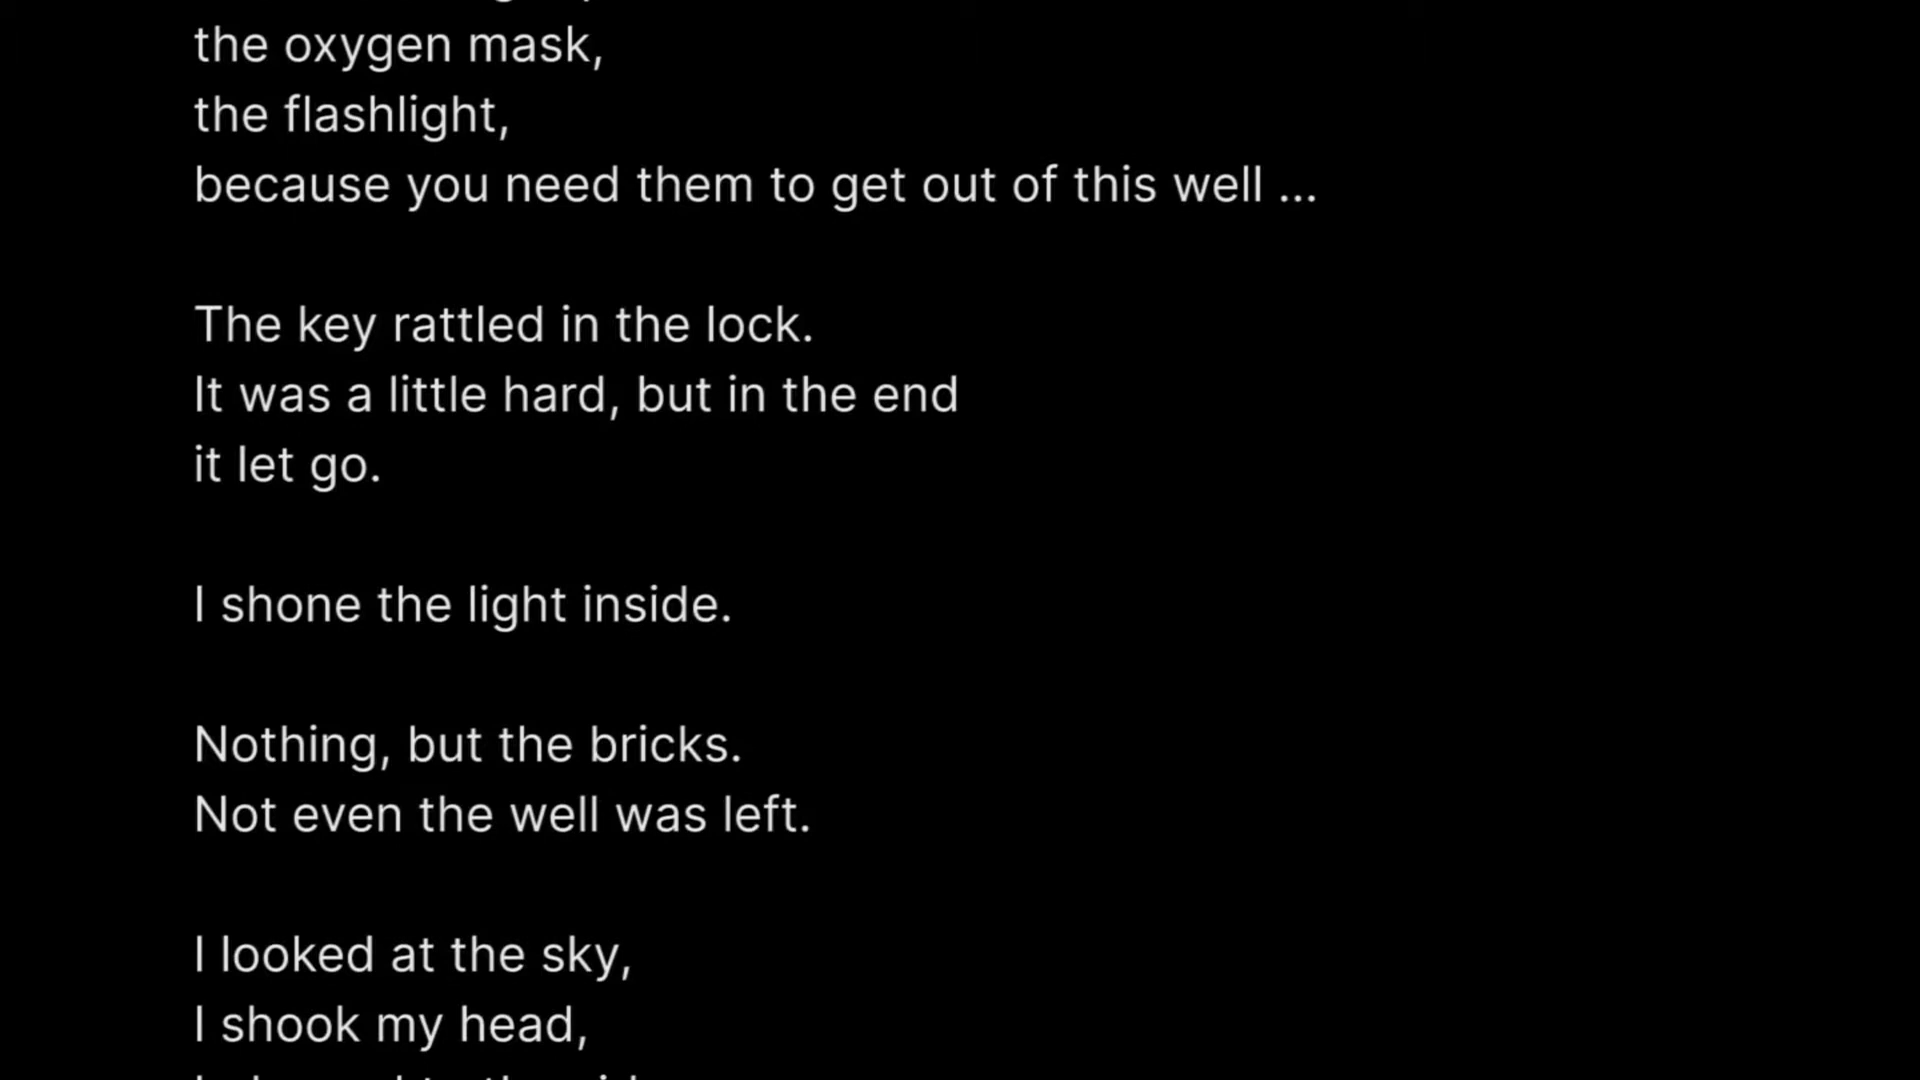 the oxygen mask,
the flashlight,
because you need them to get out of this well ...
The key rattled in the lock.
It was a little hard, but in the end
it let go.
I shone the light inside.
Nothing, but the bricks.
Not even the well was left.
I looked at the sky,
I shook my head,